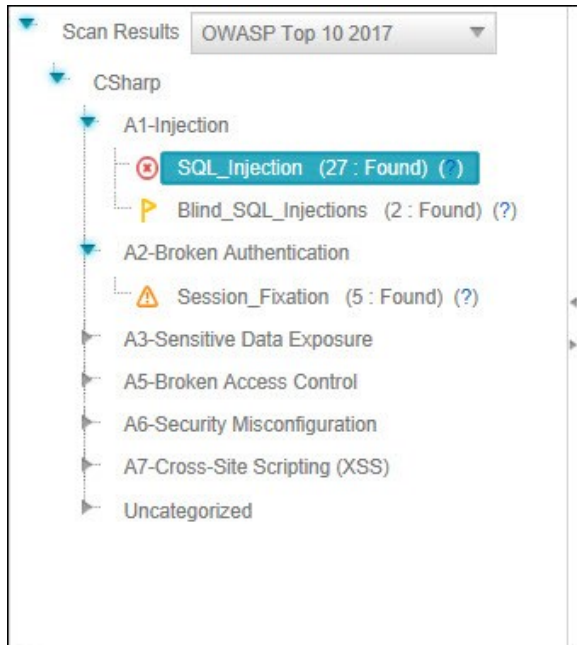 Scan Results OWASP Top 10 2017
CSharp
A1-Injection
SQL_Injection (27 : Found) (?)
Blind_SQL_Injections (2 : Found) (?)
A2-Broken Authentication
Session_Fixation (5 : Found) (?)
A3-Sensitive Data Exposure
A5-Broken Access Control
A6-Security Misconfiguration
A7-Cross-Site Scripting (XSS)
Uncategorized